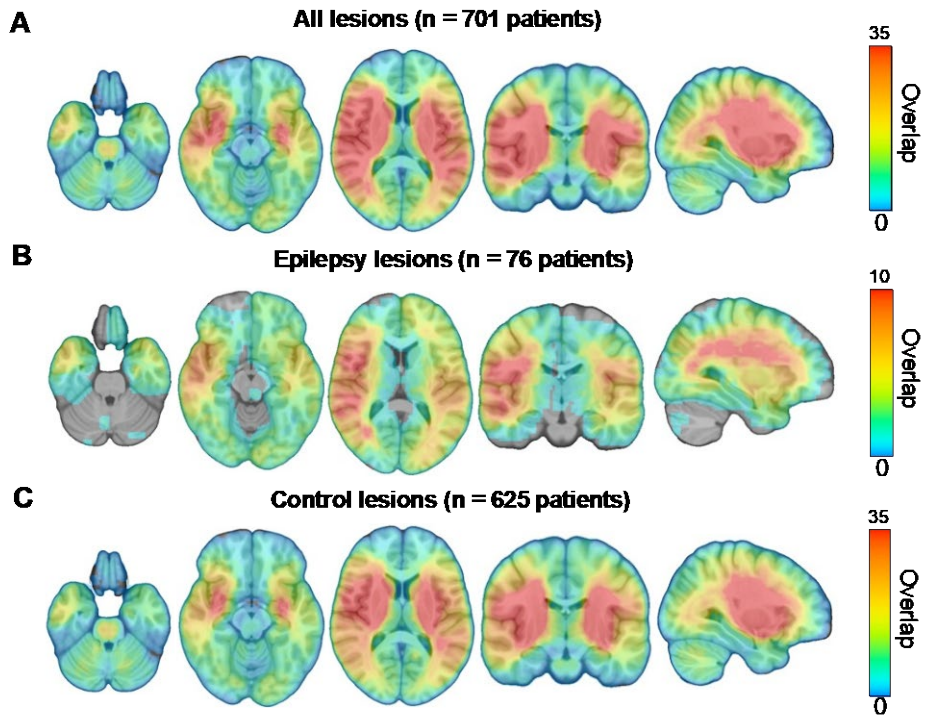 A
All lesions (n = 701 patients)
35
Overlap
0
B
Epilepsy lesions (n = 76 patients)
10
Overlap
0
C
Control lesions (n = 625 patients)
35
Overlap
0